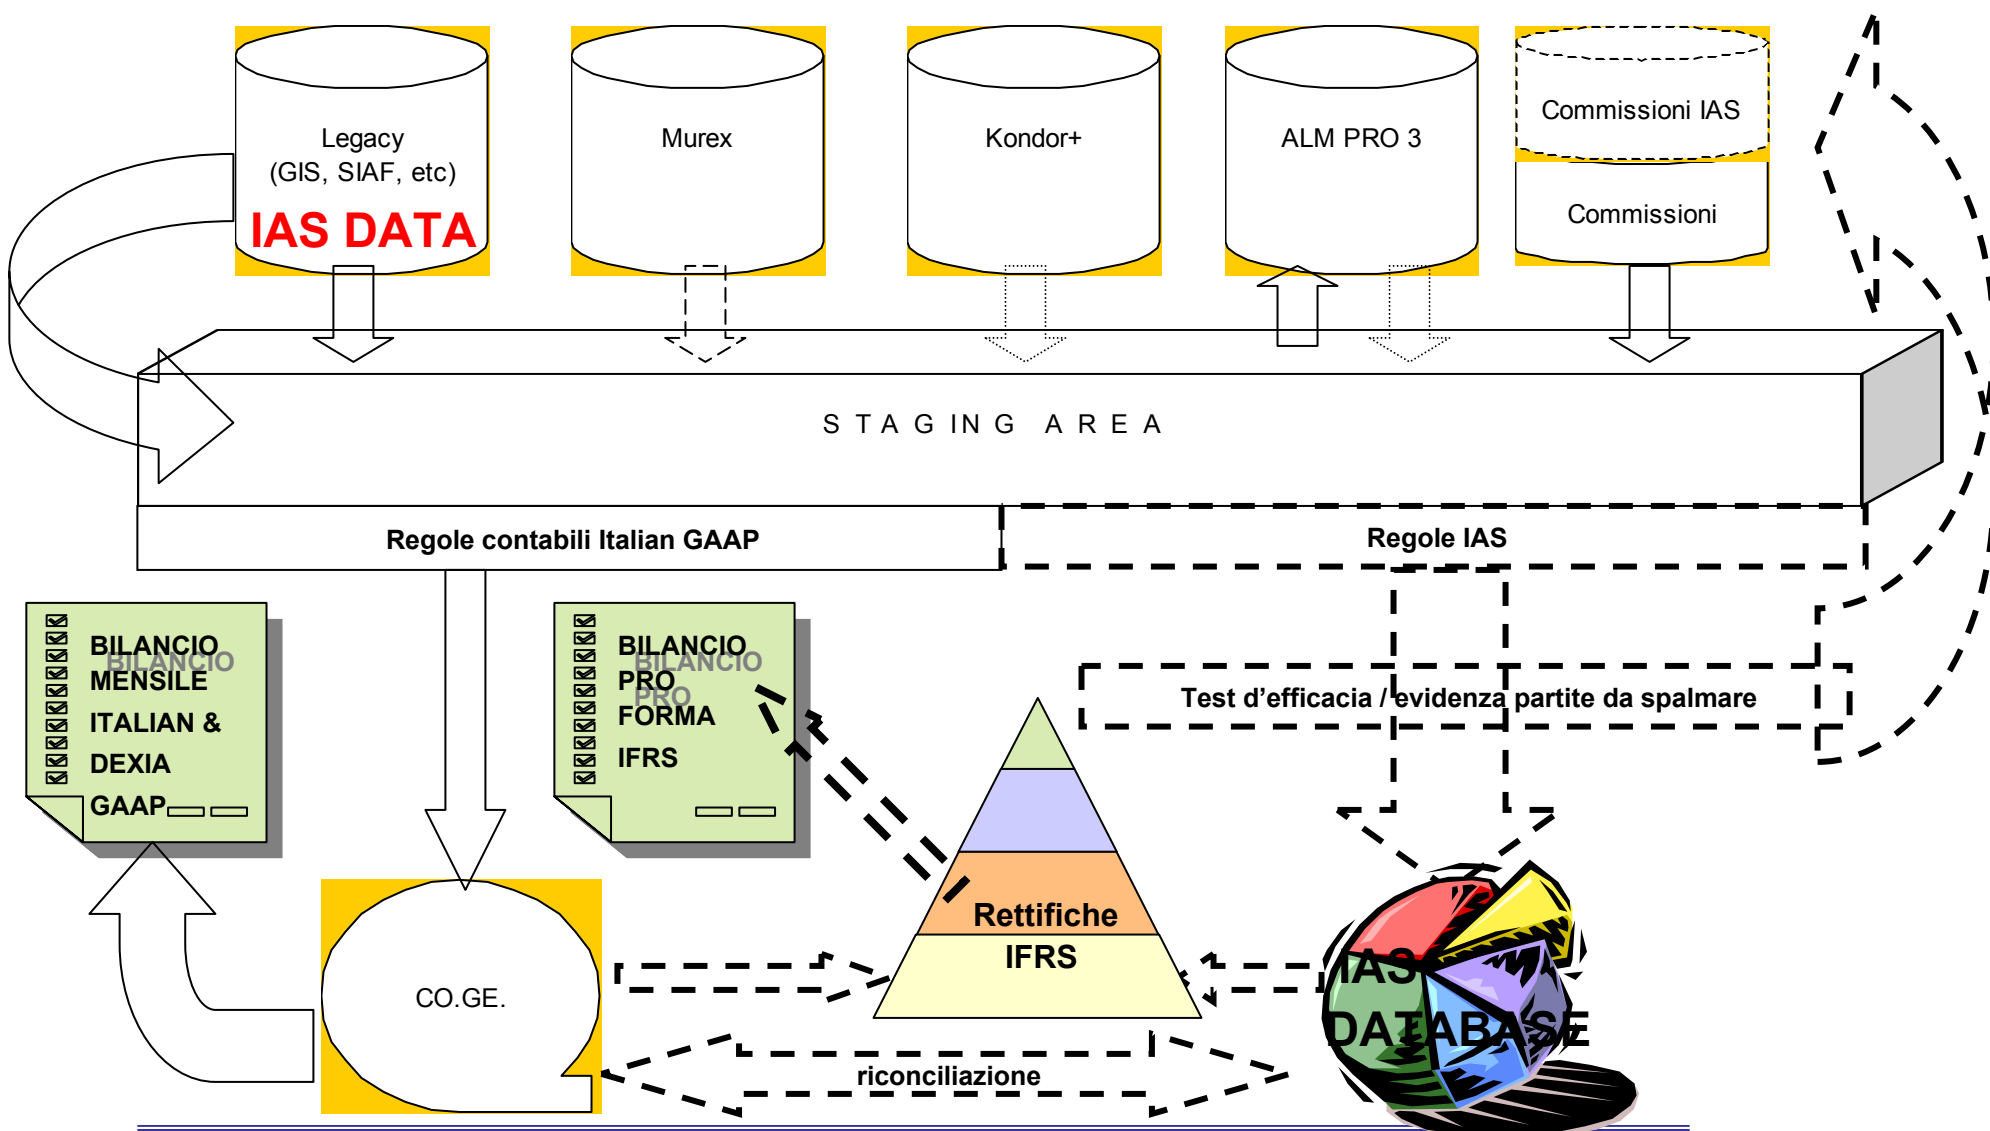 Legacy
(GIS, SIAF, etc)
IAS DATA
Murex
Kondor+
ALM PRO 3
Commissioni IAS
Commissioni
STAGING AREA
Regole contabili Italian GAAP
Regole IAS
BILANCIO
MENSILE
ITALIAN &
DEXIA
GAAP
BILANCIO
PRO
FORMA
IFRS
Test d’efficacia / evidenza partite da spalmare
Rettifiche
IFRS
CO.GE.
IAS
DATABASE
riconciliazione